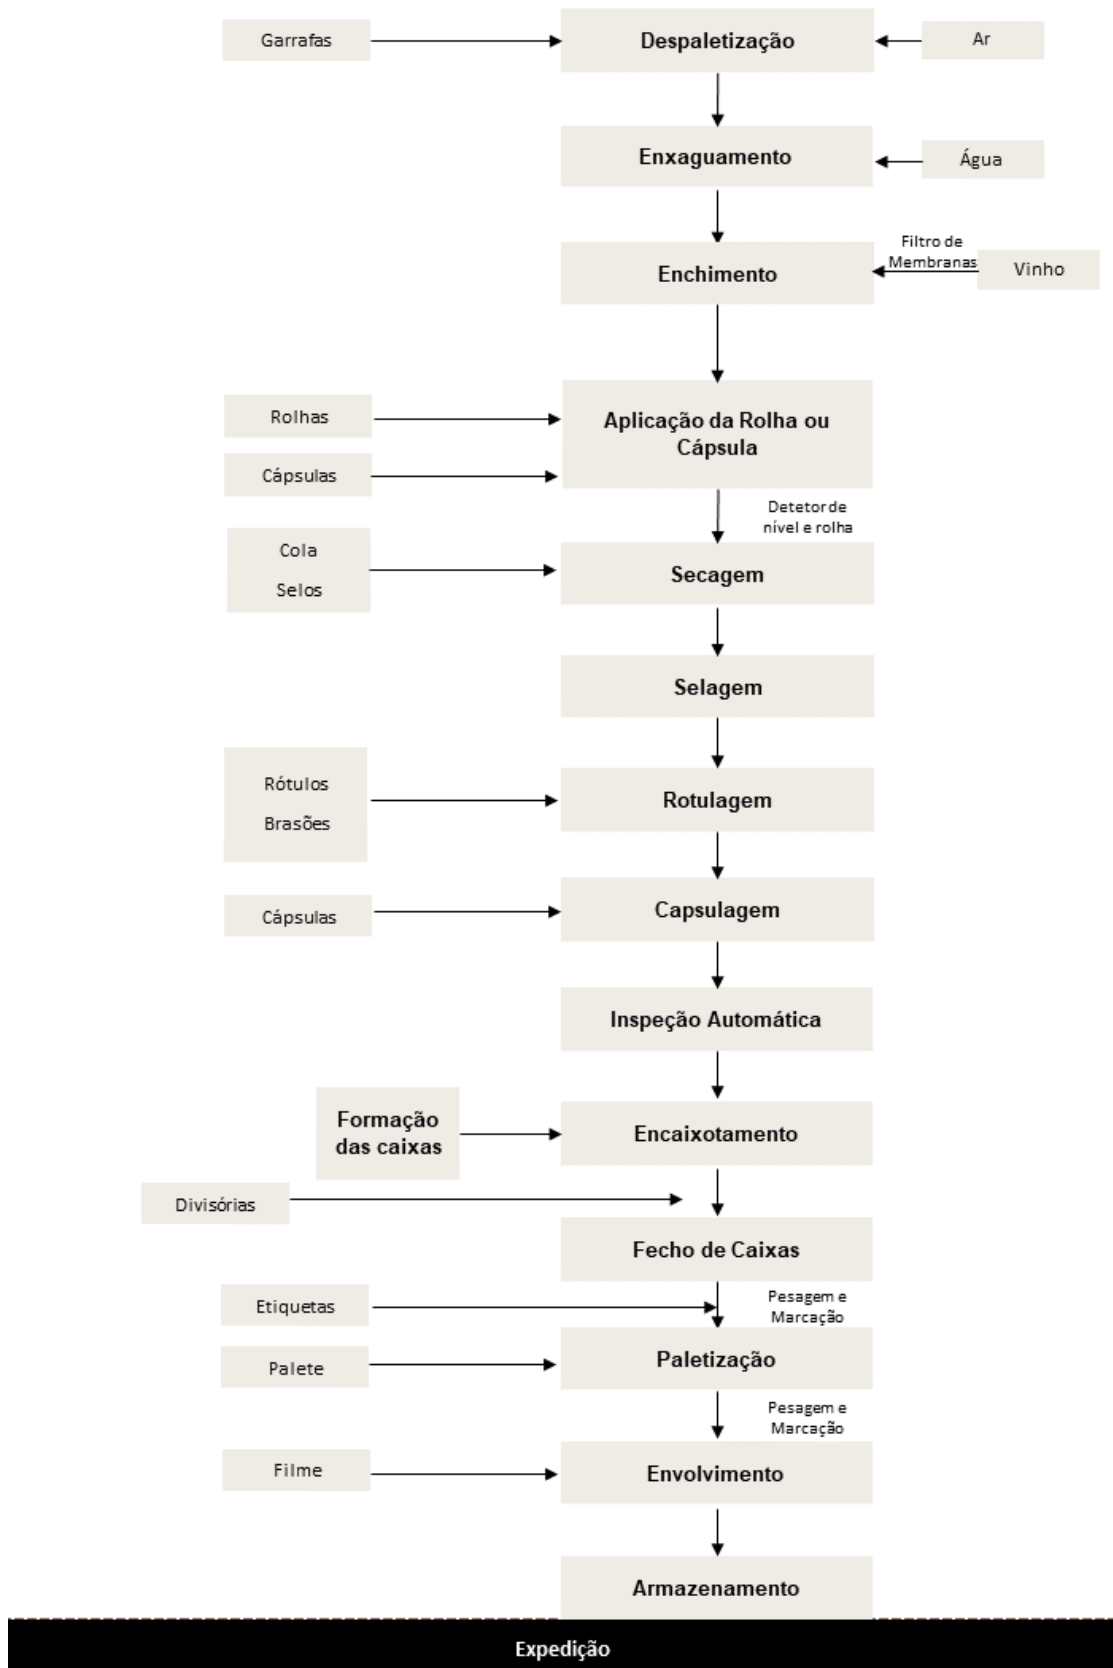 Garrafas
Despaletização
Ar
Enxaguamento
Água
Filtro de
Membranas
Enchimento
Vinho
Rolhas
Aplicação da Rolha ou
Cápsula
Cápsulas
Detetor de
nível e rolha
Cola
Selos
Secagem
Selagem
Rótulos
Brasões
Rotulagem
Cápsulas
Capsulagem
Inspeção Automática
Formação
das caixas
Encaixotamento
Divisórias
Fecho de Caixas
Etiquetas
Pesagem e
Marcação
Palete
Paletização
Pesagem e
Marcação
Filme
Envolvimento
Armazenamento
Expedição